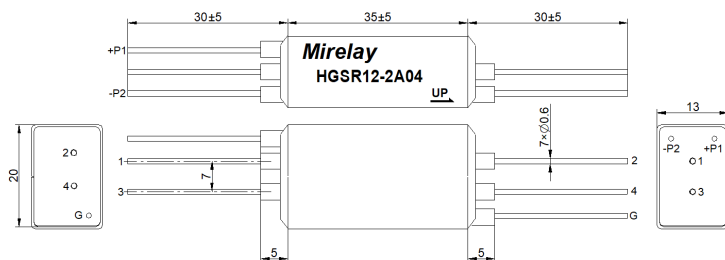 30±5 35±5 30±5
+P1
Mirelay
HGSR12-2A04
-P2
UP
13
7×∅0.6
20
2
4
G
1
3
7
2
4
G
-P2 +P1
1
3
5 5